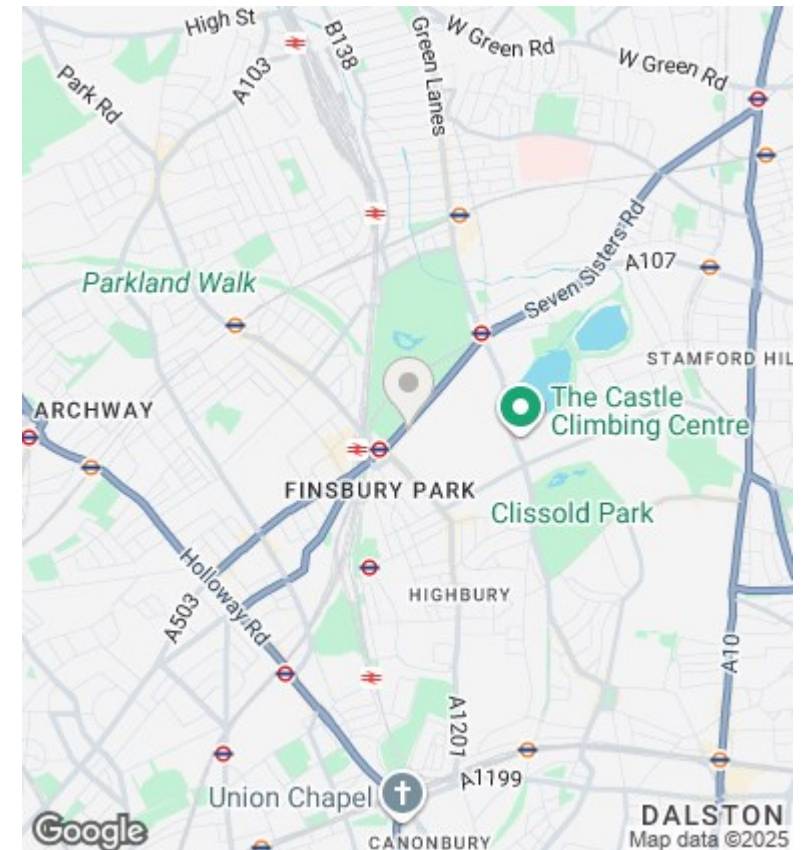 High St
B138
Green Lanes
W Green Rd
W Green Rd
Park Rd
A103
Seven Sisters Rd
A107
Parkland Walk
STAMFORD HIL
ARCHWAY
The Castle
Climbing Centre
FINSBURY PARK
Clissold Park
Holloway Rd
A503
HIGHBURY
A10
A1201
A1199
Union Chapel
DALSTON
CANONBURY
Google
Map data ©2025